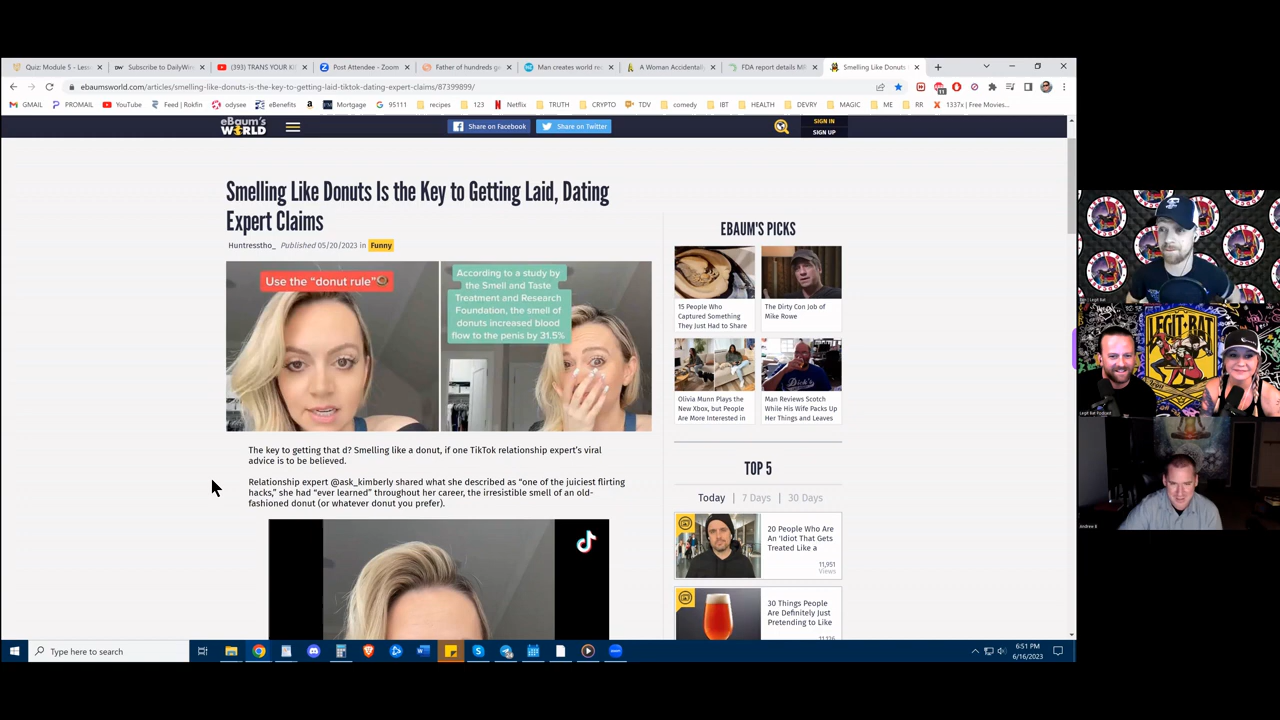 Quiz: Module 5 - Less
Subscribe to DailyWir
(393) TRANS YOUR KI
Post Attendee - Zoom
Father of hundreds ge
Man creates world rec
A Woman Accidentall
FDA report details MI
Smelling Like Donuts
ebaumsworld.com/articles/smelling-like-donuts-is-the-key-to-getting-laid-tiktok-dating-expert-claims/87399899/
GMAIL
PROMAIL
YouTube
Feed | Rokfin
odysee
eBenefits
Mortgage
95111
recipes
123
Netflix
TRUTH
CRYPTO
TDV
comedy
IBT
HEALTH
DEVRY
MAGIC
ME
RR
1337x | Free Movies...
eBaum's
WORLD
Share on Facebook
Share on Twitter
SIGN IN
SIGN UP
Smelling Like Donuts Is the Key to Getting Laid, Dating
Expert Claims
Huntresstho_ Published 05/20/2023 in Funny
Use the "donut rule"
According to a study by
the Smell and Taste
Treatment and Research
Foundation, the smell of
donuts increased blood
flow to the penis by 31.5%
The key to getting that d? Smelling like a donut, if one TikTok relationship expert's viral
advice is to be believed.
Relationship expert @ask_kimberly shared what she described as "one of the juiciest flirting
hacks," she had "ever learned" throughout her career, the irresistible smell of an old-
fashioned donut (or whatever donut you prefer).
EBAUM'S PICKS
15 People Who
Captured Something
They Just Had to Share
The Dirty Con Job of
Mike Rowe
Olivia Munn Plays the
New Xbox, but People
Are More Interested in
Man Reviews Scotch
While His Wife Packs Up
Her Things and Leaves
TOP 5
Today | 7 Days | 30 Days
20 People Who Are
An 'Idiot That Gets
Treated Like a
11,951
Views
30 Things People
Are Definitely Just
Pretending to Like
LEGIT BAT
Legit Bat Podcast
Andrew B
Type here to search
6:51 PM
6/16/2023